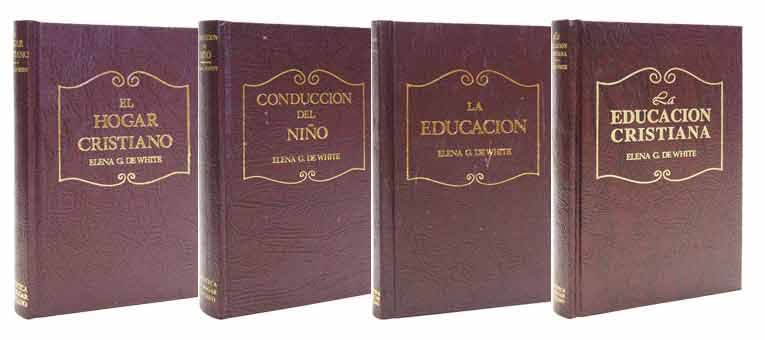 EL
HOGAR
CRISTIANO
ELENA G. DE WHITE
CONDUCCION
DEL
NIÑO
ELENA G. DE WHITE
LA
EDUCACION
ELENA G. DE WHITE
La
EDUCACION
CRISTIANA
ELENA G. DE WHITE